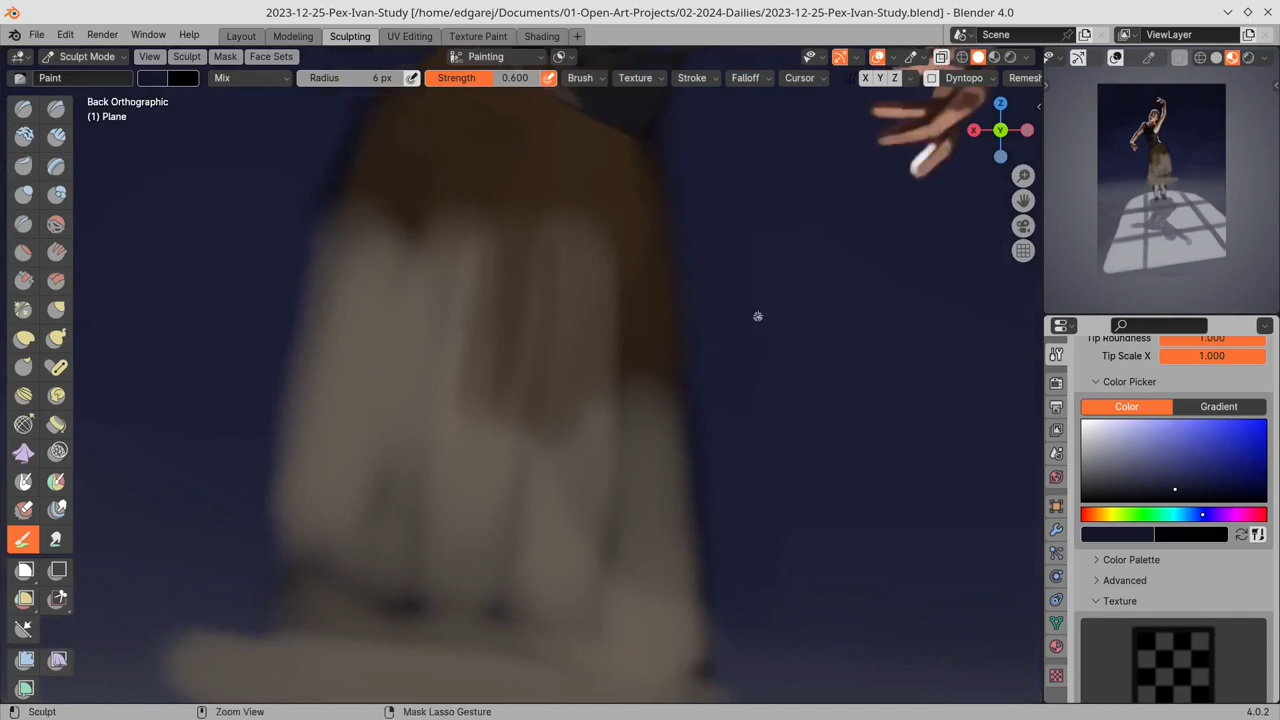 2023-12-25-Pex-Ivan-Study [/home/edgarej/Documents/01-Open-Art-Projects/02-2024-Dailies/2023-12-25-Pex-Ivan-Study.blend] - Blender 4.0
File Edit Render Window Help Layout Modeling Sculpting UV Editing Texture Paint Shading + Scene ViewLayer
Sculpt Mode View Sculpt Mask Face Sets Painting
Paint Mix Radius 6 px Strength 0.600 Brush Texture Stroke Falloff Cursor X Y Z Dyntopo Remesh
Back Orthographic
(1) Plane
Z
X Y
Tip Roundness 1.000
Tip Scale X 1.000
Color Picker
Color Gradient
Color Palette
Advanced
Texture
Sculpt Zoom View Mask Lasso Gesture 4.0.2